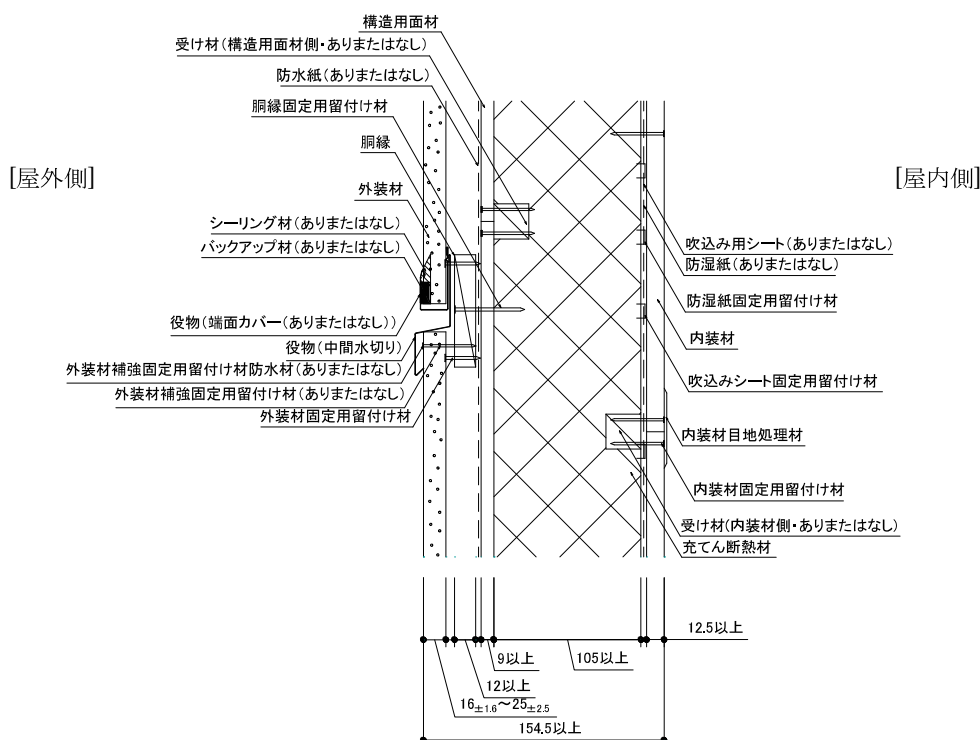 構造用面材
受け材(構造用面材側・ありまたはなし)
防水紙(ありまたはなし)
胴縁固定用留付け材
胴縁
外装材
シーリング材(ありまたはなし)
バックアップ材(ありまたはなし)
役物(端面カバー(ありまたはなし))
役物(中間水切り)
外装材補強固定用留付け材防水材(ありまたはなし)
外装材補強固定用留付け材(ありまたはなし)
外装材固定用留付け材
[屋外側]
[屋内側]
吹込み用シート(ありまたはなし)
防湿紙(ありまたはなし)
防湿紙固定用留付け材
内装材
吹込みシート固定用留付け材
内装材目地処理材
内装材固定用留付け材
受け材(内装材側・ありまたはなし)
充てん断熱材
12.5以上
9以上
105以上
12以上
16±1.6～25±2.5
154.5以上